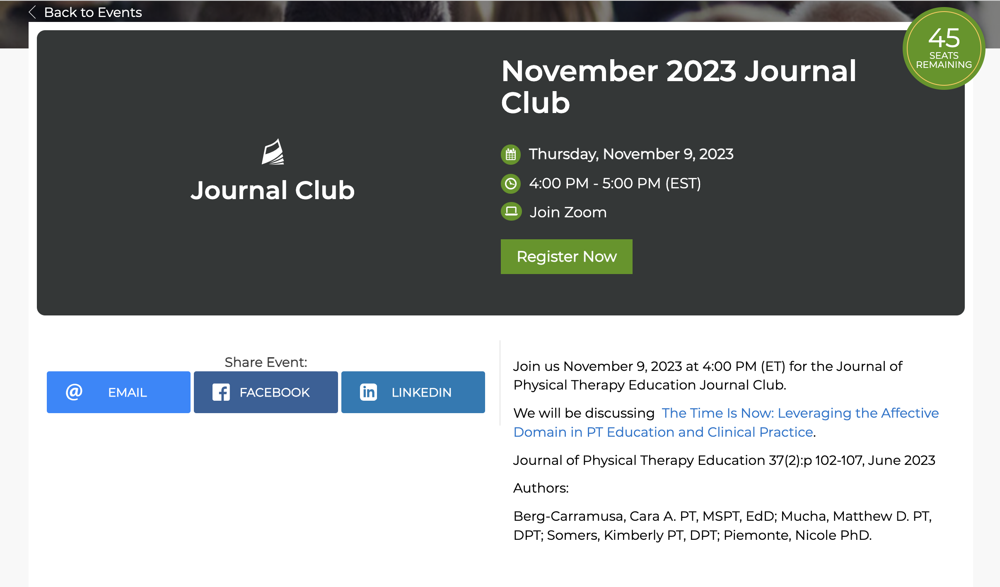 Back to Events
45
SEATS
REMAINING
November 2023 Journal
Club
Thursday, November 9, 2023
4:00 PM - 5:00 PM (EST)
Join Zoom
Register Now
Journal Club
Share Event:
@ EMAIL
FACEBOOK
in LINKEDIN
Join us November 9, 2023 at 4:00 PM (ET) for the Journal of
Physical Therapy Education Journal Club.
We will be discussing The Time Is Now: Leveraging the Affective
Domain in PT Education and Clinical Practice.
Journal of Physical Therapy Education 37(2):p 102-107, June 2023
Authors:
Berg-Carramusa, Cara A. PT, MSPT, EdD; Mucha, Matthew D. PT,
DPT; Somers, Kimberly PT, DPT; Piemonte, Nicole PhD.